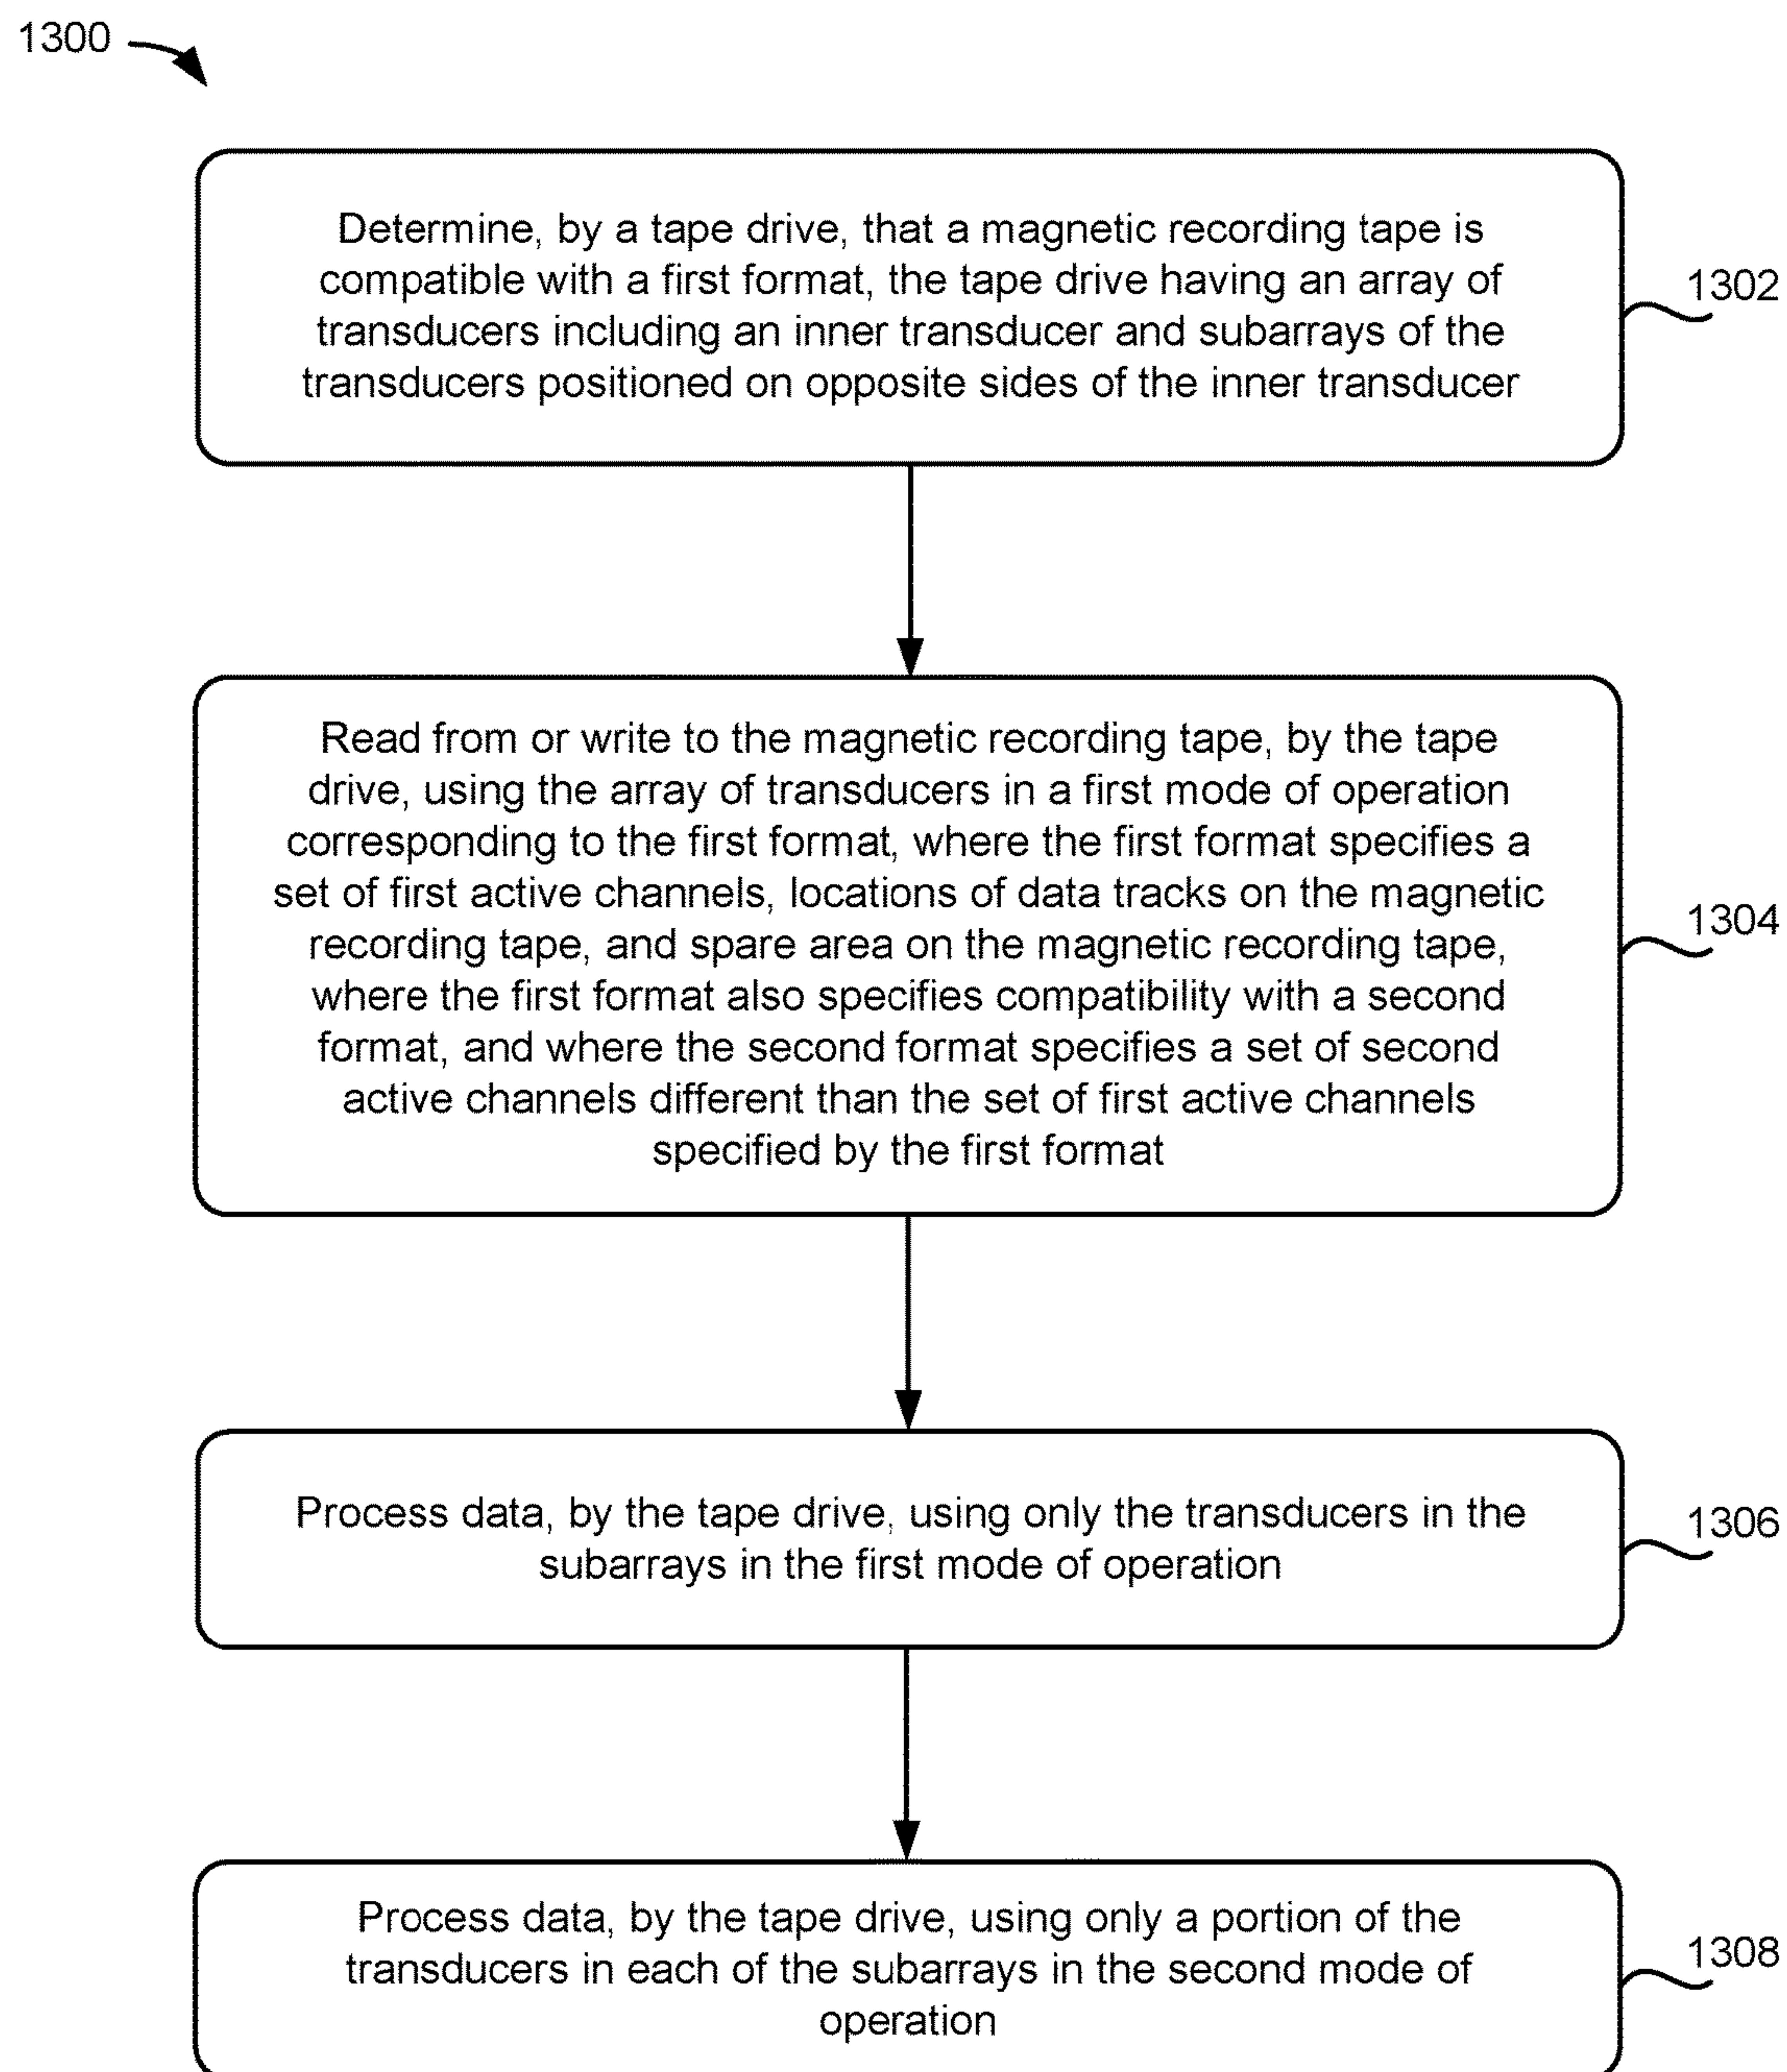 1300
Determine, by a tape drive, that a magnetic recording tape is
compatible with a first format, the tape drive having an array of
transducers including an inner transducer and subarrays of the
transducers positioned on opposite sides of the inner transducer
1302
Read from or write to the magnetic recording tape, by the tape
drive, using the array of transducers in a first mode of operation
corresponding to the first format, where the first format specifies a
set of first active channels, locations of data tracks on the magnetic
recording tape, and spare area on the magnetic recording tape,
where the first format also specifies compatibility with a second
format, and where the second format specifies a set of second
active channels different than the set of first active channels
specified by the first format
1304
Process data, by the tape drive, using only the transducers in the
subarrays in the first mode of operation
1306
Process data, by the tape drive, using only a portion of the
transducers in each of the subarrays in the second mode of
operation
1308